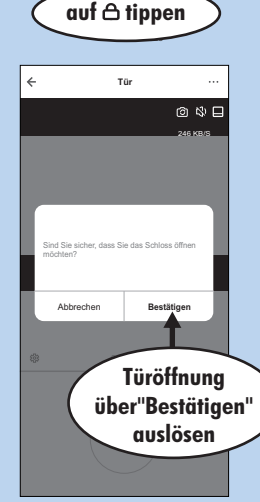 auf tippen
Tür
246 KB/S
Sind Sie sicher, dass Sie das Schloss öffnen
möchten?
Abbrechen Bestätigen
Türöffnung
über"Bestätigen"
auslösen